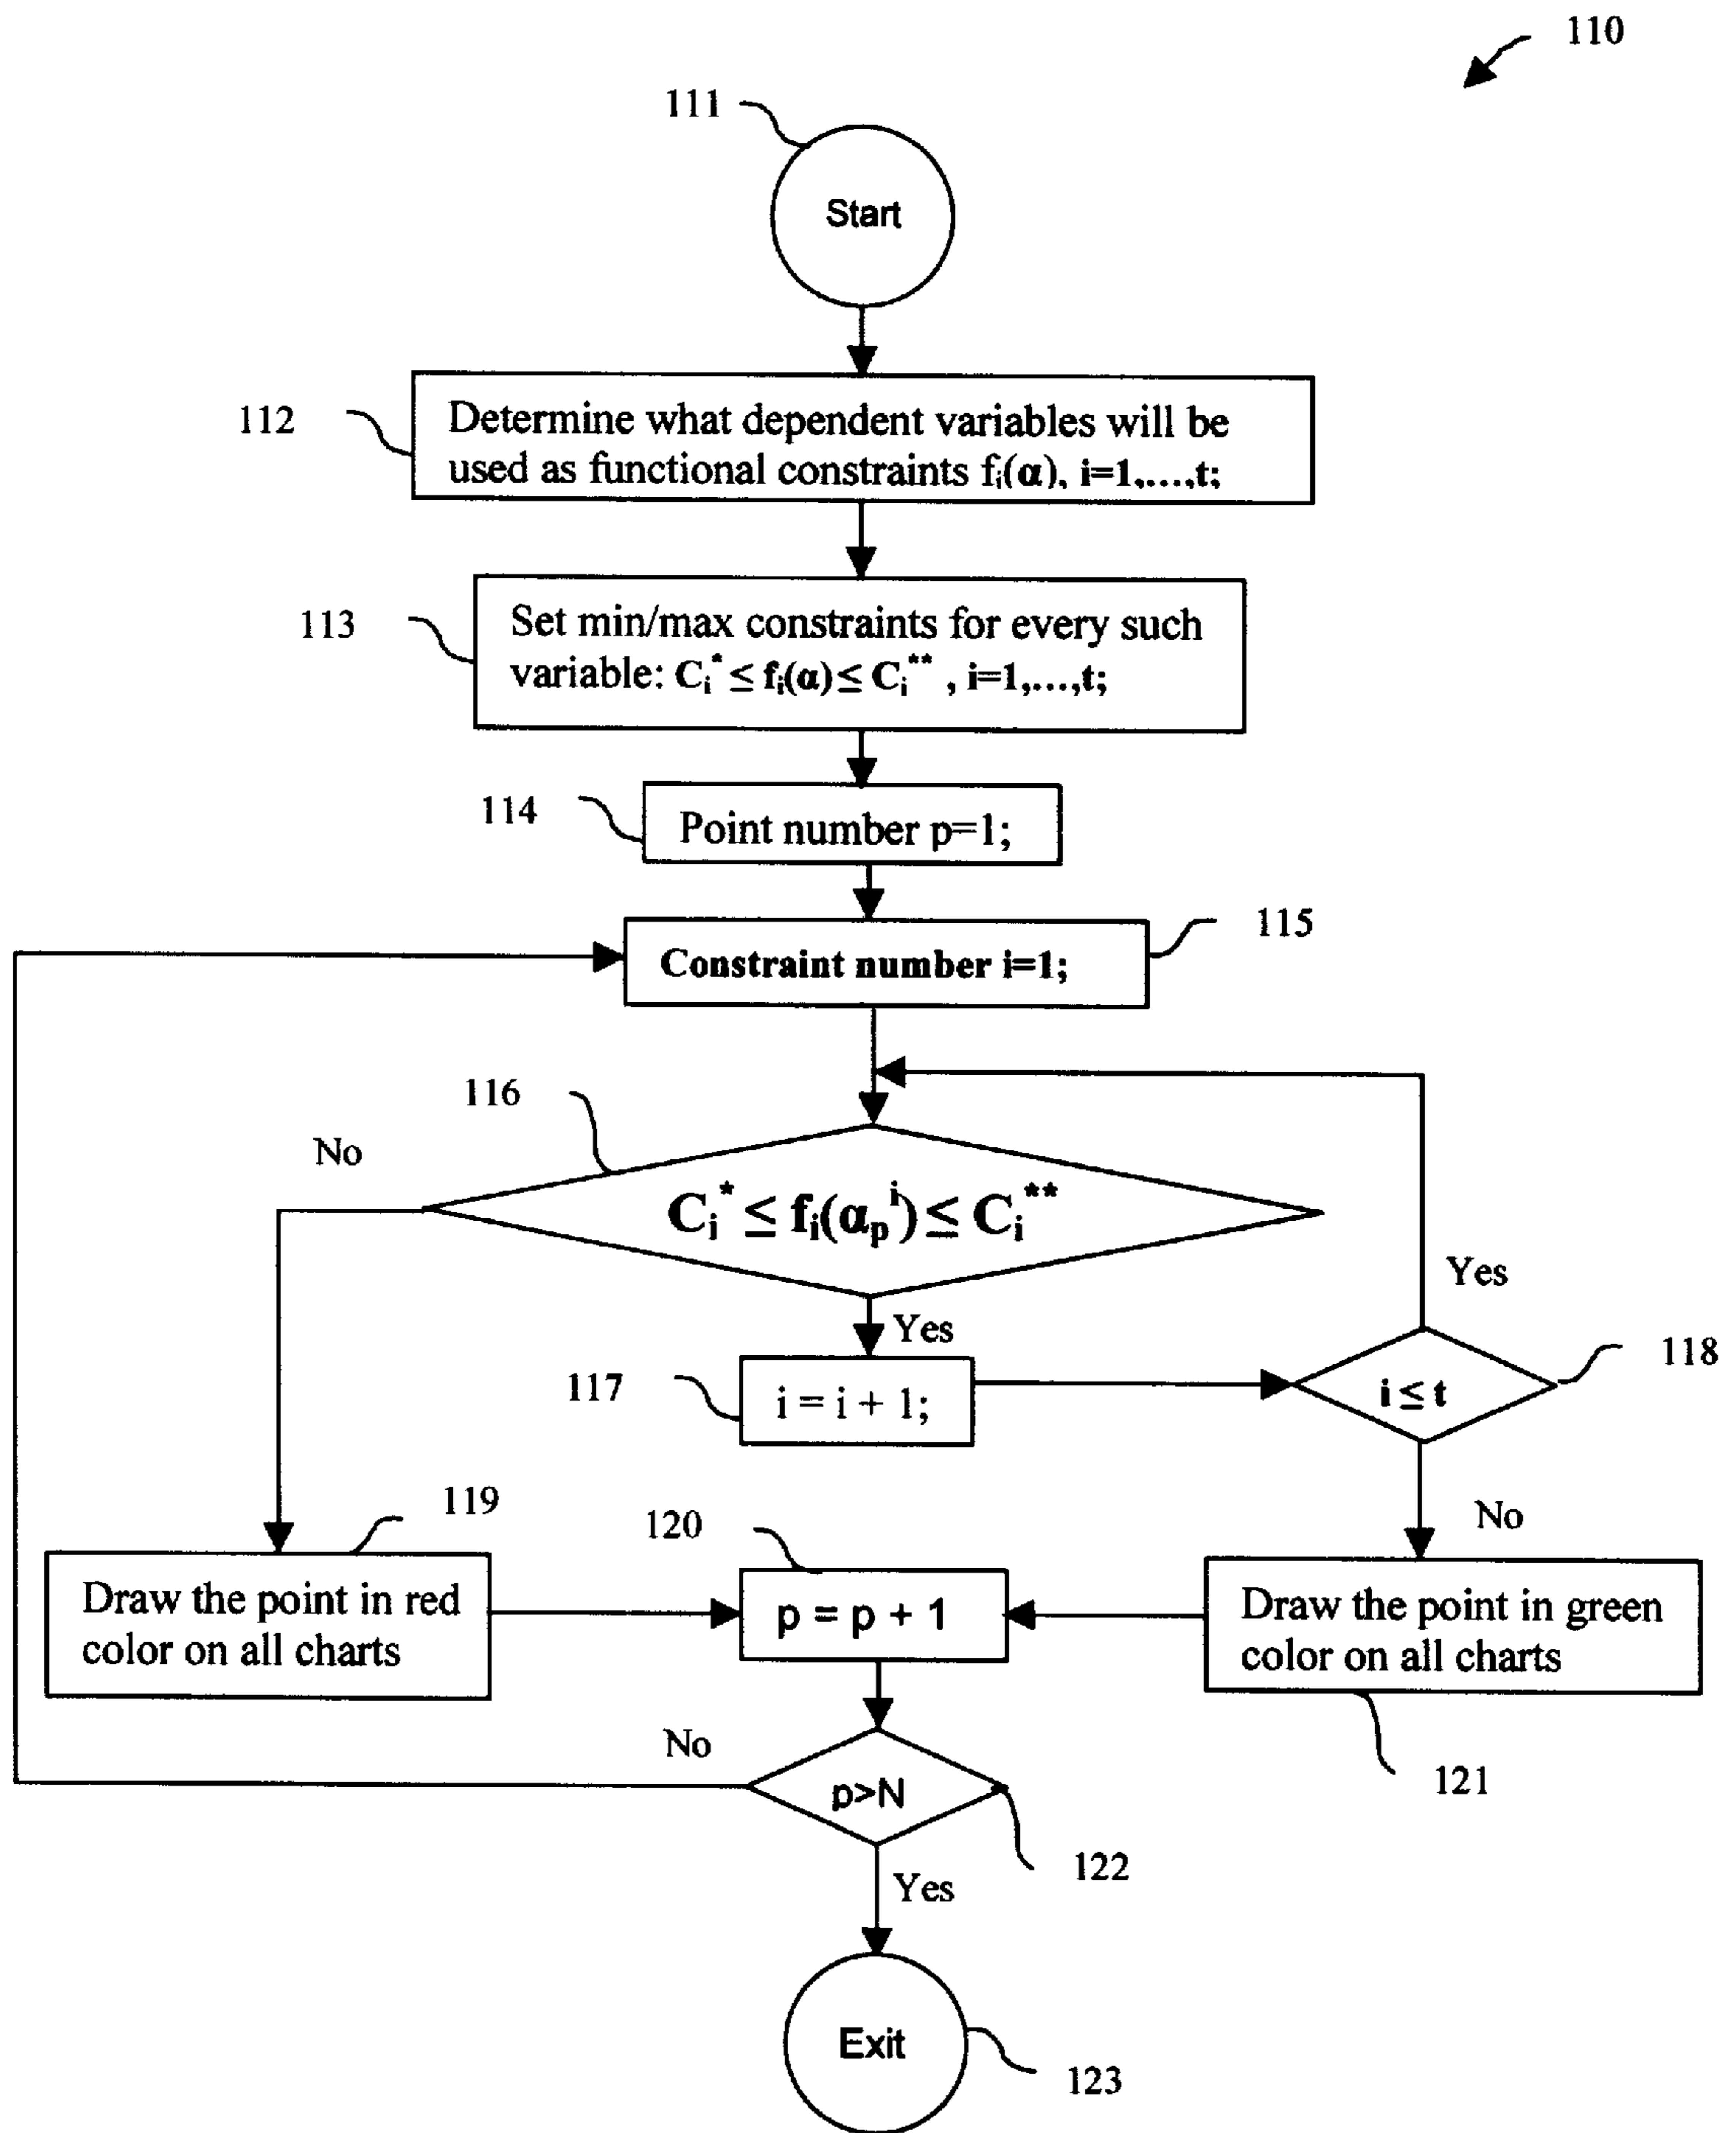 110
111
Start
112
Determine what dependent variables will be
used as functional constraints fᵢ(α), i=1,…,t;
113
Set min/max constraints for every such
variable: Cᵢ* ≤ fᵢ(α) ≤ Cᵢ** , i=1,…,t;
114
Point number p=1;
115
Constraint number i=1;
116
No
Cᵢ* ≤ fᵢ(αₚⁱ) ≤ Cᵢ**
Yes
Yes
117
i = i + 1;
118
i ≤ t
No
119
Draw the point in red
color on all charts
120
p = p + 1
Draw the point in green
color on all charts
121
No
p>N
122
Yes
Exit
123